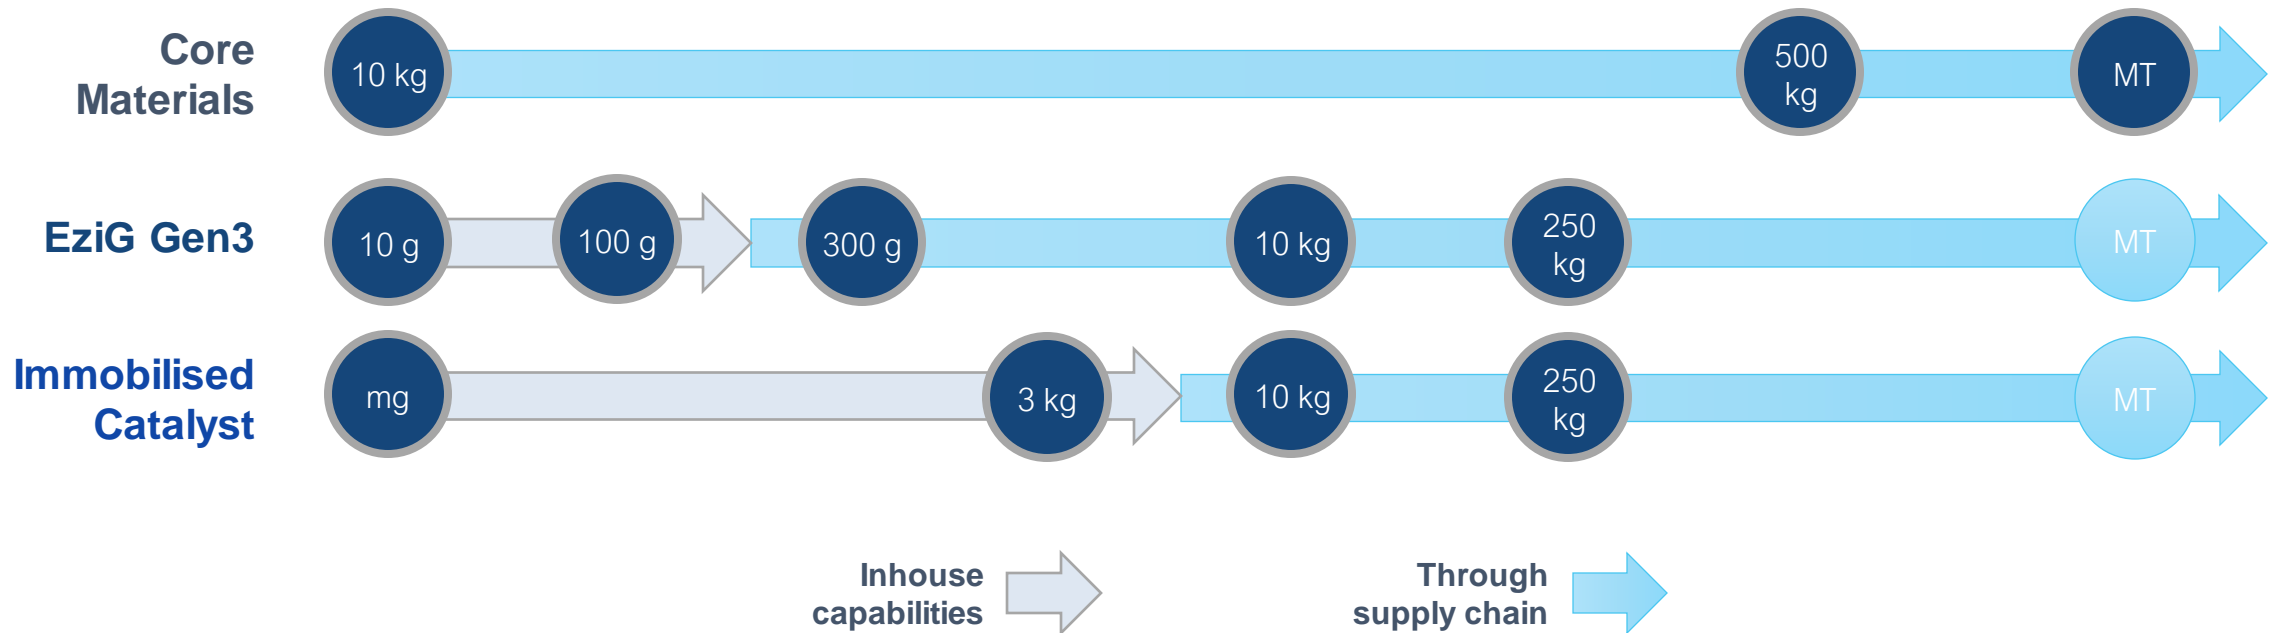 Core
Materials
10 kg
500
kg
MT
EziG Gen3
10 g
100 g
300 g
10 kg
250
kg
MT
Immobilised
Catalyst
mg
3 kg
10 kg
250
kg
MT
Inhouse
capabilities
Through
supply chain